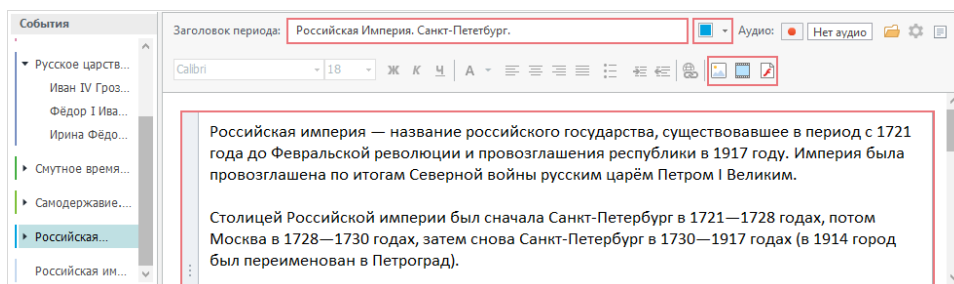 События
Русское царств...
Иван IV Гроз...
Фёдор I Ива...
Ирина Фёдо...
Смутное время...
Самодержавие....
Российская...
Российская им...
Заголовок периода: Российская Империя. Санкт-Пететбург. Аудио: Нет аудио
Calibri 18 Ж К Ч А
Российская империя — название российского государства, существовавшее в период с 1721
года до Февральской революции и провозглашения республики в 1917 году. Империя была
провозглашена по итогам Северной войны русским царём Петром I Великим.
Столицей Российской империи был сначала Санкт-Петербург в 1721—1728 годах, потом
Москва в 1728—1730 годах, затем снова Санкт-Петербург в 1730—1917 годах (в 1914 город
был переименован в Петроград).